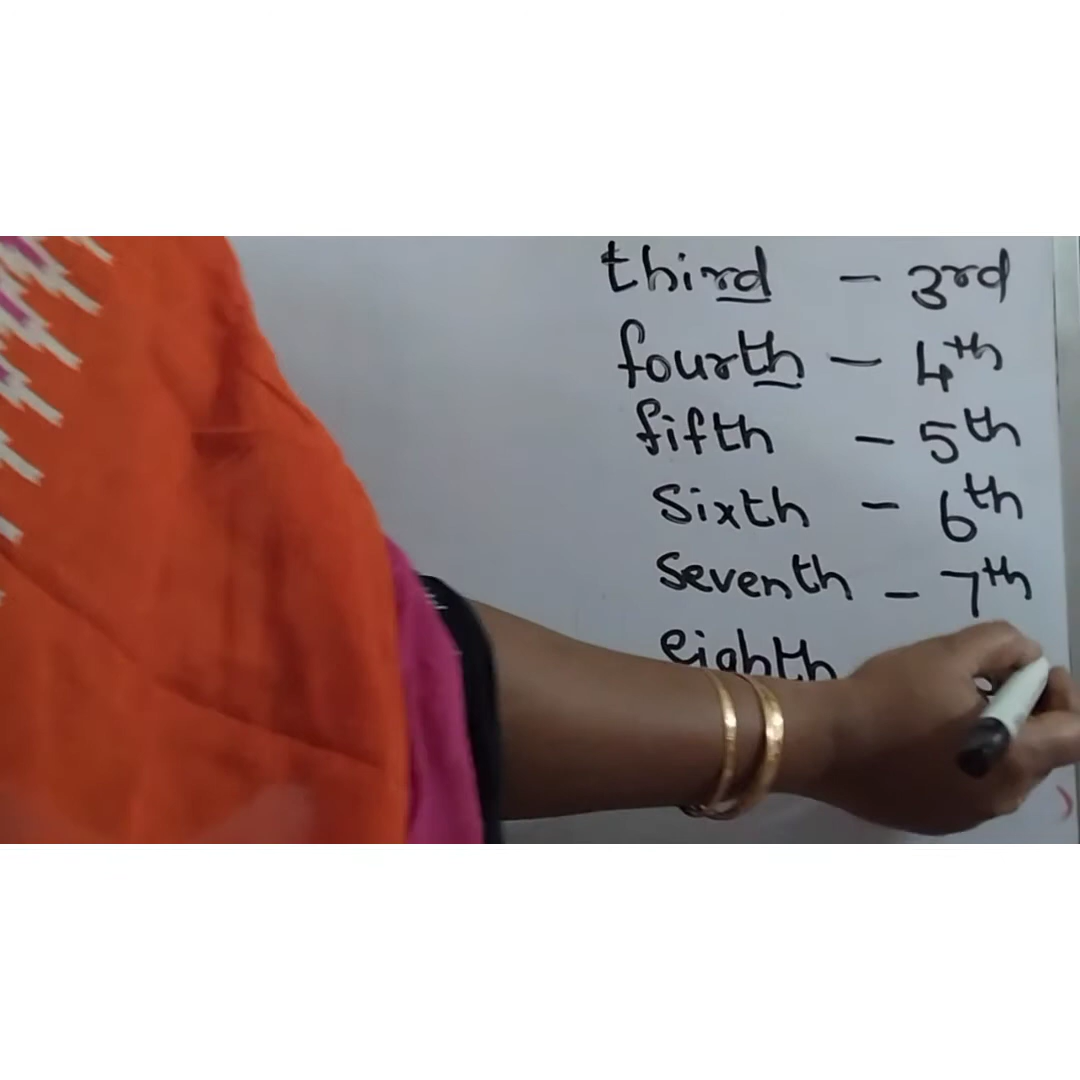 third - 3rd
fourth - 4th
fifth - 5th
Sixth - 6th
Seventh - 7th
eighth